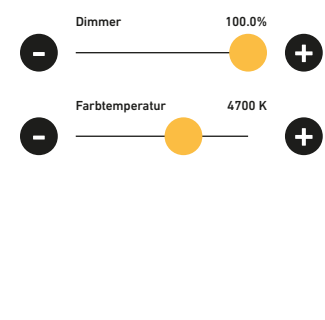 Dimmer 100.0%
- +
Farbtemperatur 4700 K
- +